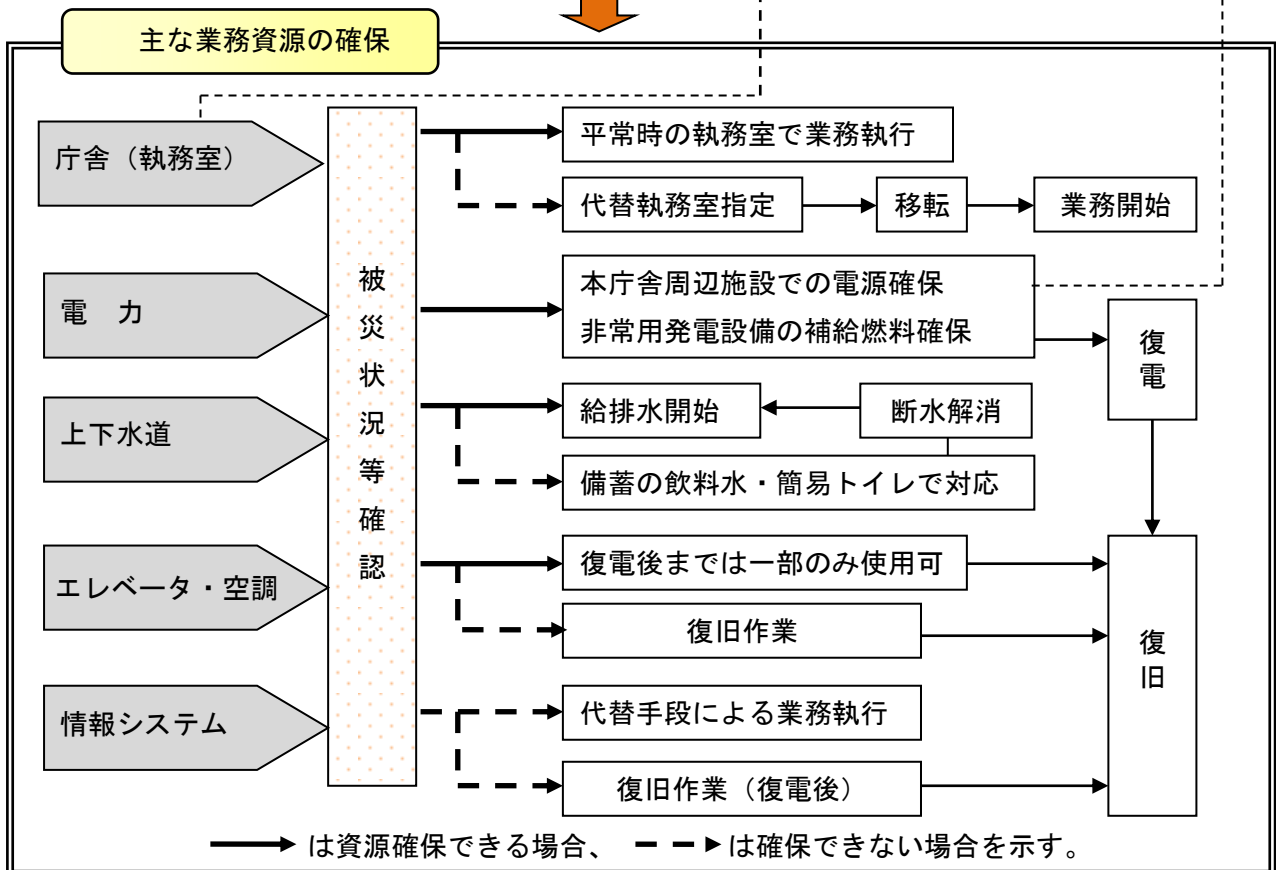 主な業務資源の確保
庁舎（執務室）
電　力
上下水道
エレベータ・空調
情報システム
被災状況等確認
平常時の執務室で業務執行
代替執務室指定
移転
業務開始
本庁舎周辺施設での電源確保
非常用発電設備の補給燃料確保
復電
給排水開始
断水解消
備蓄の飲料水・簡易トイレで対応
復電後までは一部のみ使用可
復旧作業
代替手段による業務執行
復旧作業（復電後）
復旧
は資源確保できる場合、　は確保できない場合を示す。